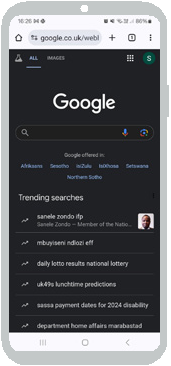 16:26
86%
google.co.uk/webl
1
ALL IMAGES
S
Google
Google offered in:
Afrikaans Sesotho isiZulu IsiXhosa Setswana
Northern Sotho
Trending searches
sanele zondo ifp
Sanele Zondo — Member of the Natio...
mbuyiseni ndlozi eff
daily lotto results national lottery
uk49s lunchtime predictions
sassa payment dates for 2024 disability
department home affairs marabastad